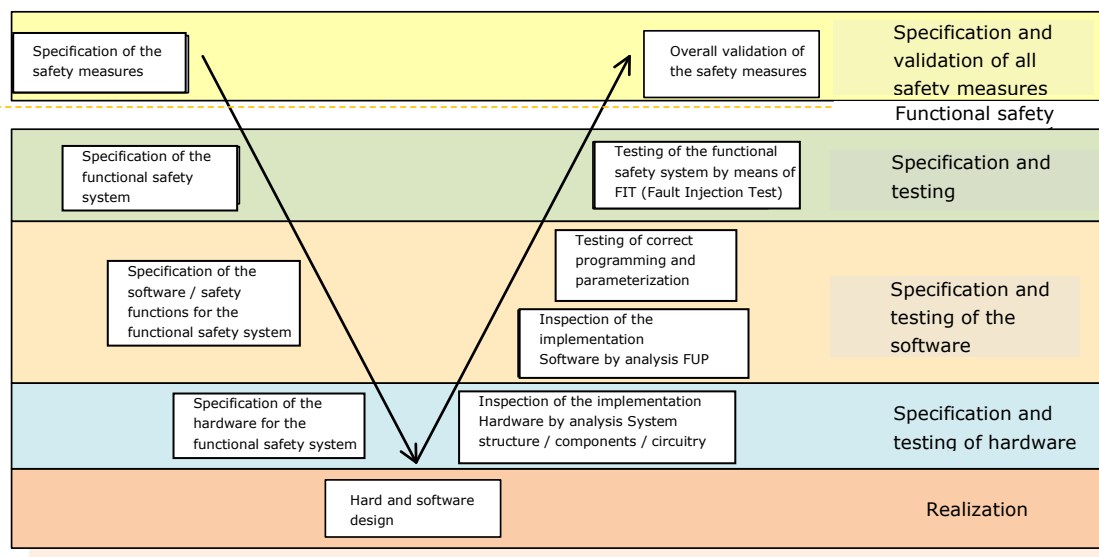 Specification of the
safety measures
Overall validation of
the safety measures
Specification and
validation of all
safety measures
Functional safety
Specification of the
functional safety
system
Testing of the functional
safety system by means of
FIT (Fault Injection Test)
Specification and
testing
Specification of the
software / safety
functions for the
functional safety system
Testing of correct
programming and
parameterization
Inspection of the
implementation
Software by analysis FUP
Specification and
testing of the
software
Specification of the
hardware for the
functional safety system
Inspection of the implementation
Hardware by analysis System
structure / components / circuitry
Specification and
testing of hardware
Hard and software
design
Realization